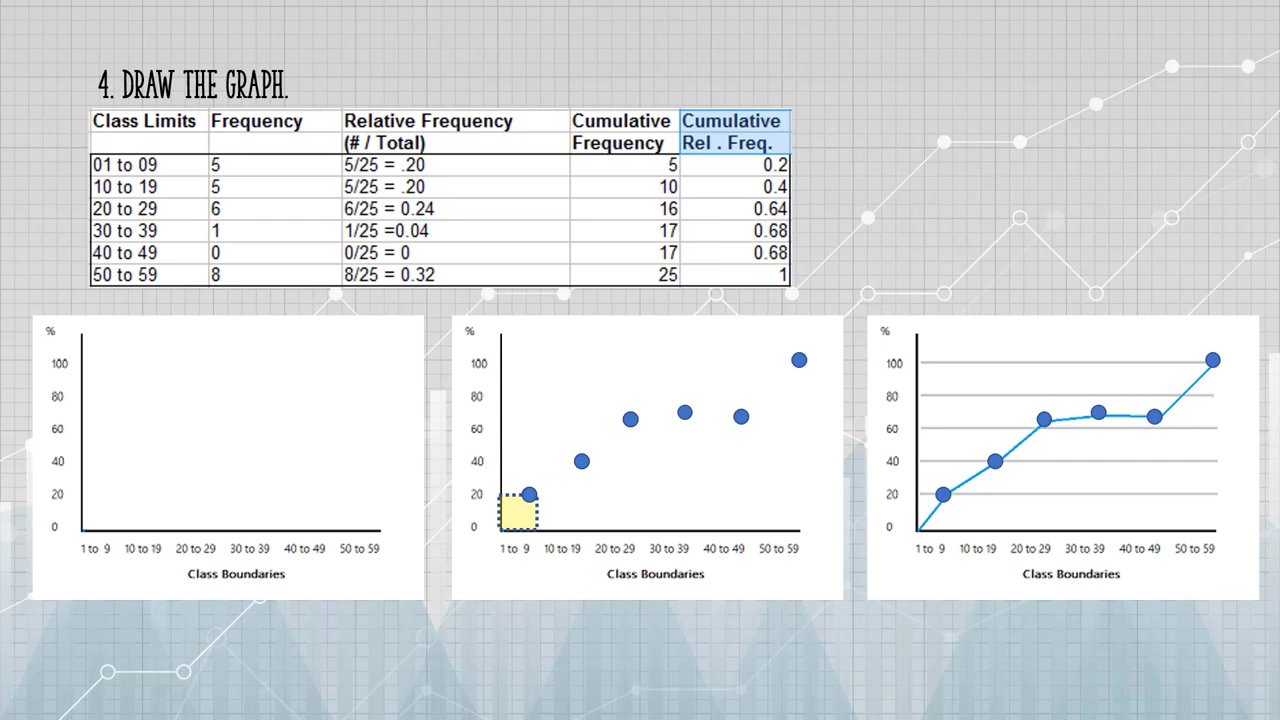 4. DRAW THE GRAPH.
Class Limits Frequency Relative Frequency Cumulative Cumulative
(# / Total) Frequency Rel . Freq.
01 to 09 5 5/25 = .20 5 0.2
10 to 19 5 5/25 = .20 10 0.4
20 to 29 6 6/25 = 0.24 16 0.64
30 to 39 1 1/25 =0.04 17 0.68
40 to 49 0 0/25 = 0 17 0.68
50 to 59 8 8/25 = 0.32 25 1
%
100
80
60
40
20
0
1 to 9 10 to 19 20 to 29 30 to 39 40 to 49 50 to 59
Class Boundaries
%
100
80
60
40
20
0
1 to 9 10 to 19 20 to 29 30 to 39 40 to 49 50 to 59
Class Boundaries
%
100
80
60
40
20
0
1 to 9 10 to 19 20 to 29 30 to 39 40 to 49 50 to 59
Class Boundaries